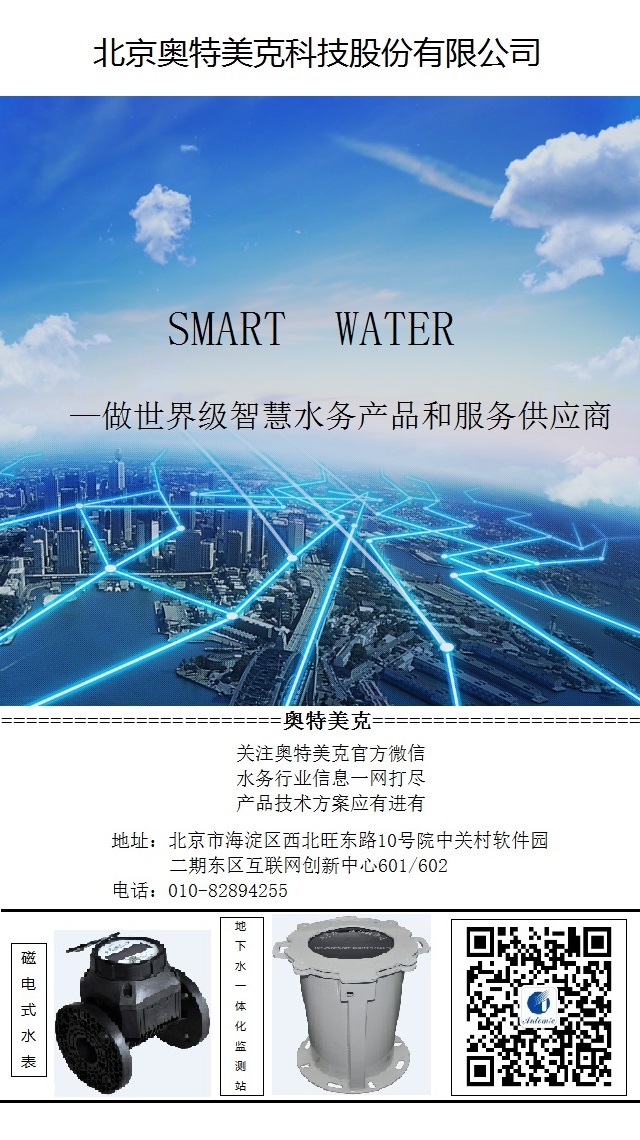 北京奥特美克科技股份有限公司
SMART WATER
—做世界级智慧水务产品和服务供应商
======================奥特美克======================
关注奥特美克官方微信
水务行业信息一网打尽
产品技术方案应有进有
地址：北京市海淀区西北旺东路10号院中关村软件园
二期东区互联网创新中心601/602
电话：010-82894255
磁电式水表
地下水一体化监测站
Automic